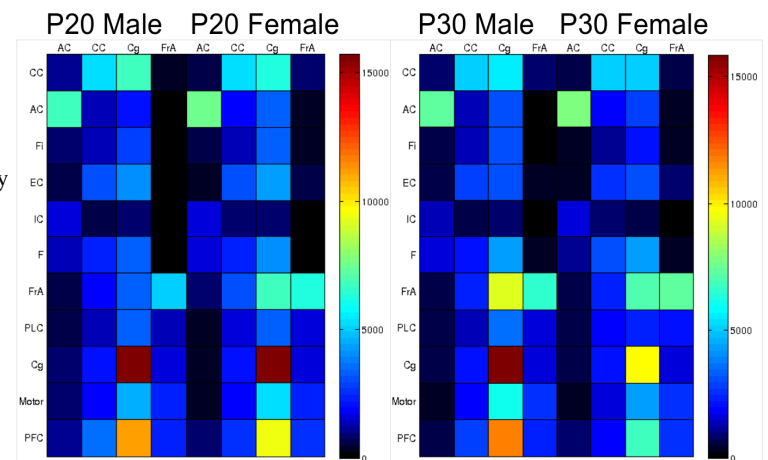 P20 Male P20 Female P30 Male P30 Female
AC CC Cg FrA AC CC Cg FrA AC CC Cg FrA AC CC Cg FrA
CC
AC
Fi
EC
IC
F
FrA
PLC
Cg
Motor
PFC
15000
10000
5000
0
CC
AC
Fi
EC
IC
F
FrA
PLC
Cg
Motor
PFC
15000
10000
5000
0
y